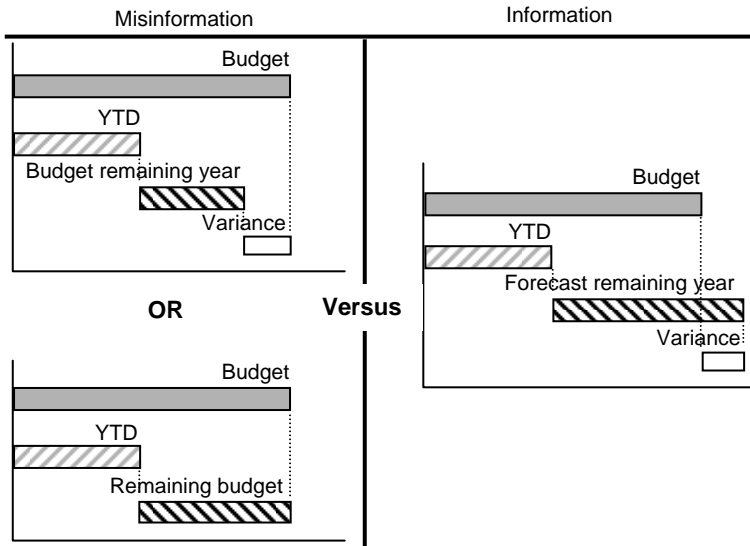 Misinformation
Information
Budget
YTD
Budget remaining year
Variance
OR
Versus
Budget
YTD
Remaining budget
Budget
YTD
Forecast remaining year
Variance